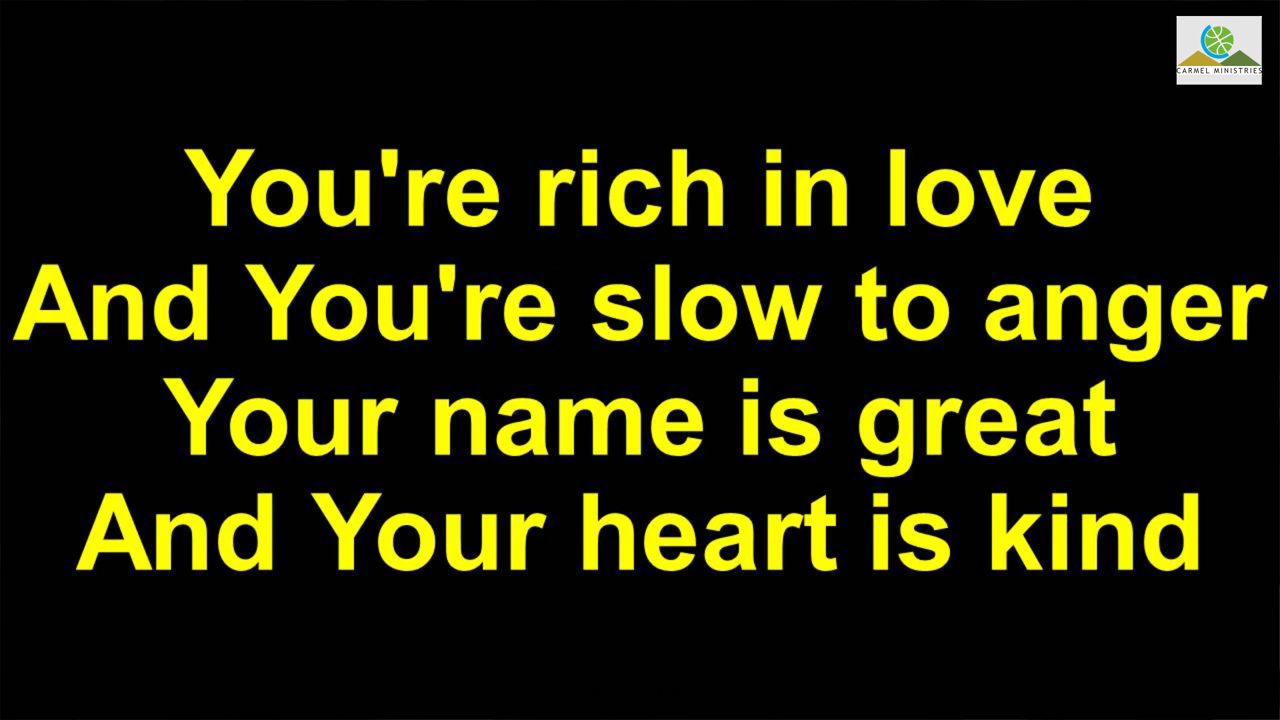 CARMEL MINISTRIES
You're rich in love
And You're slow to anger
Your name is great
And Your heart is kind